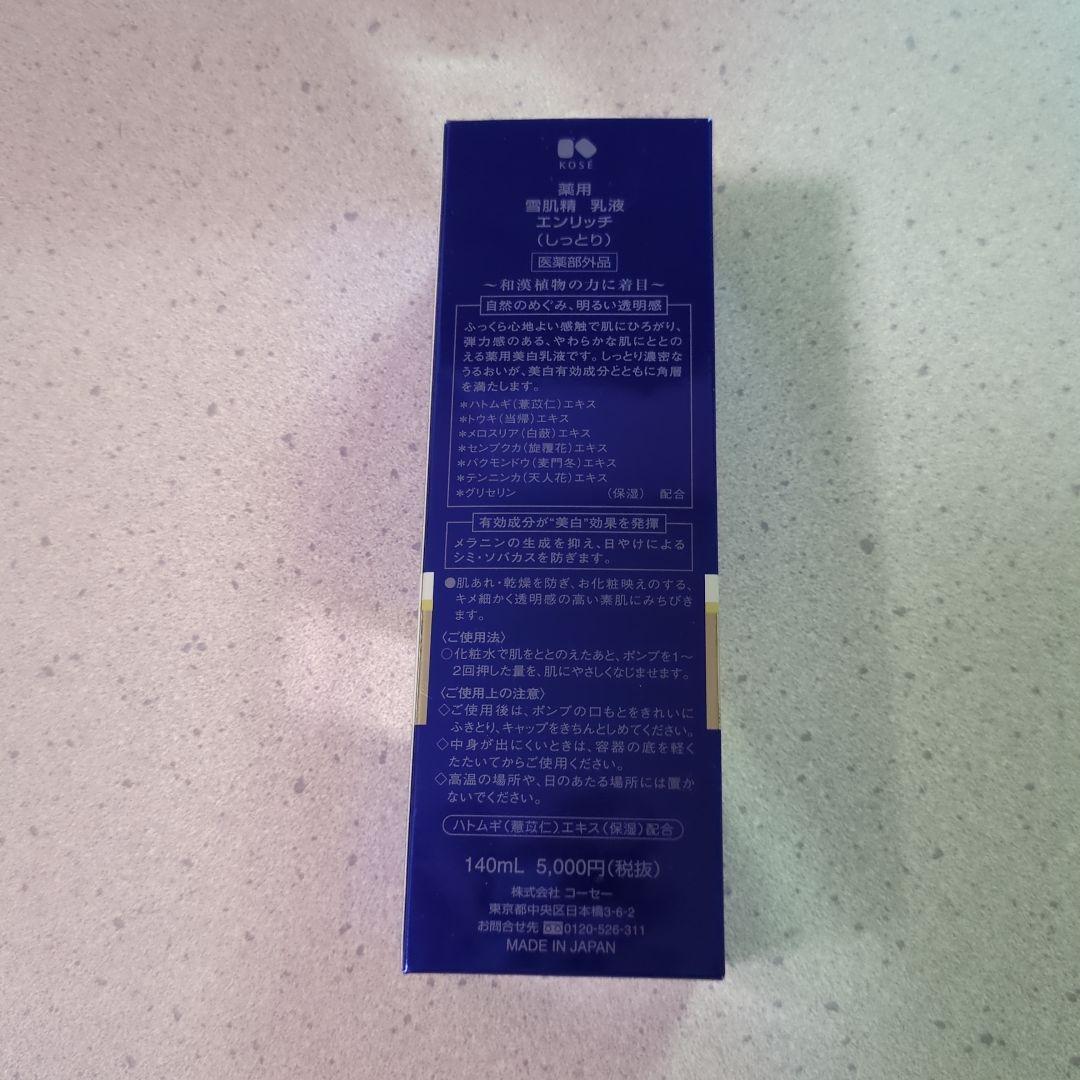 KOSÉ
薬用
雪肌精 乳液
エンリッチ
(しっとり)
医薬部外品
~和漢植物の力に着目~
自然のめぐみ、明るい透明感
ふっくら心地よい感触で肌にひろがり、
弾力感のある、やわらかな肌にととの
える薬用美白乳液です。しっとり濃密な
うるおいが、美白有効成分とともに角層
を満たします。
*ハトムギ(薏苡仁)エキス
*トウキ(当帰)エキス
*メロスリア(白蘞)エキス
*センプクカ(旋覆花)エキス
*バクモンドウ(麦門冬)エキス
*テンニンカ(天人花)エキス
*グリセリン (保湿) 配合
有効成分が"美白"効果を発揮
メラニンの生成を抑え、日やけによる
シミ・ソバカスを防ぎます。
●肌あれ・乾燥を防ぎ、お化粧映えのする、
キメ細かく透明感の高い素肌にみちびき
ます。
〈ご使用法〉
○化粧水で肌をととのえたあと、ポンプを1~
2回押した量を、肌にやさしくなじませます。
〈ご使用上の注意〉
◇ご使用後は、ポンプの口もとをきれいに
ふきとり、キャップをきちんとしめてください。
◇中身が出にくいときは、容器の底を軽く
たたいてからご使用ください。
◇高温の場所や、日のあたる場所には置か
ないでください。
ハトムギ(薏苡仁)エキス(保湿)配合
140mL 5,000円(税抜)
株式会社 コーセー
東京都中央区日本橋3-6-2
お問合せ先 0120-526-311
MADE IN JAPAN